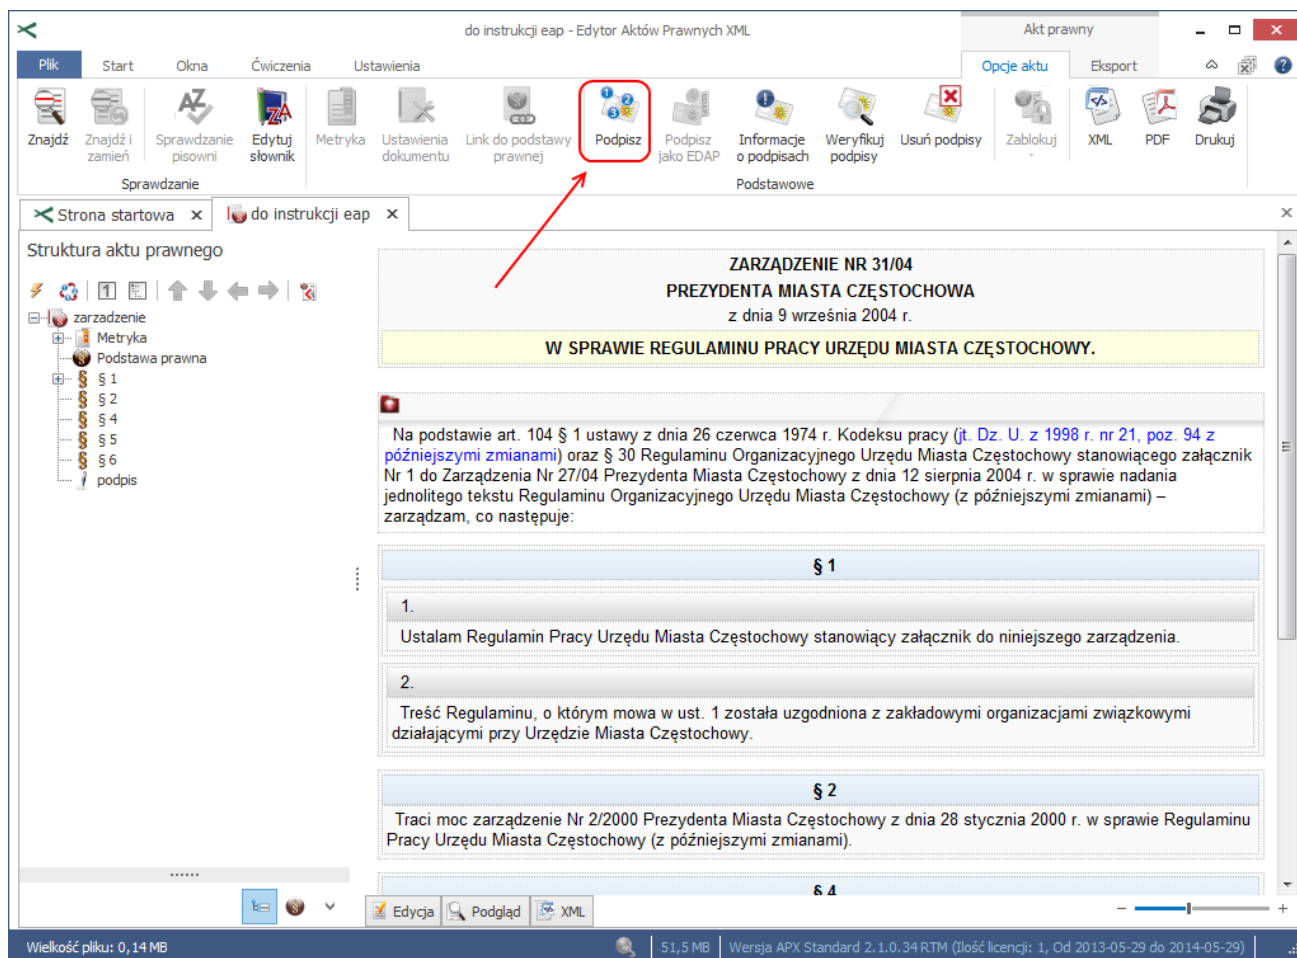 do instrukcji eap - Edytor Aktów Prawnych XML
Akt prawny
Plik Start Okna Ćwiczenia Ustawienia Opcje aktu Eksport
Znajdź
Znajdź i zamień
Sprawdzanie pisowni
Edytuj słownik
Metryka
Ustawienia dokumentu
Link do podstawy prawnej
Podpisz
Podpisz jako EDAP
Informacje o podpisach
Weryfikuj podpisy
Usuń podpisy
Zablokuj
XML
PDF
Drukuj
Sprawdzanie
Podstawowe
Strona startowa
do instrukcji eap
Struktura aktu prawnego
zarzadzenie
Metryka
Podstawa prawna
§ 1
§ 2
§ 4
§ 5
§ 6
podpis
ZARZĄDZENIE NR 31/04
PREZYDENTA MIASTA CZĘSTOCHOWA
z dnia 9 września 2004 r.
W SPRAWIE REGULAMINU PRACY URZĘDU MIASTA CZĘSTOCHOWY.
Na podstawie art. 104 § 1 ustawy z dnia 26 czerwca 1974 r. Kodeksu pracy (jt. Dz. U. z 1998 r. nr 21, poz. 94 z
późniejszymi zmianami) oraz § 30 Regulaminu Organizacyjnego Urzędu Miasta Częstochowy stanowiącego załącznik
Nr 1 do Zarządzenia Nr 27/04 Prezydenta Miasta Częstochowy z dnia 12 sierpnia 2004 r. w sprawie nadania
jednolitego tekstu Regulaminu Organizacyjnego Urzędu Miasta Częstochowy (z późniejszymi zmianami) –
zarządzam, co następuje:
§ 1
1.
Ustalam Regulamin Pracy Urzędu Miasta Częstochowy stanowiący załącznik do niniejszego zarządzenia.
2.
Treść Regulaminu, o którym mowa w ust. 1 została uzgodniona z zakładowymi organizacjami związkowymi
działającymi przy Urzędzie Miasta Częstochowy.
§ 2
Traci moc zarządzenie Nr 2/2000 Prezydenta Miasta Częstochowy z dnia 28 stycznia 2000 r. w sprawie Regulaminu
Pracy Urzędu Miasta Częstochowy (z późniejszymi zmianami).
§ 4
Edycja Podgląd XML
Wielkość pliku: 0,14 MB
51,5 MB
Wersja APX Standard 2.1.0.34 RTM (Ilość licencji: 1, Od 2013-05-29 do 2014-05-29)